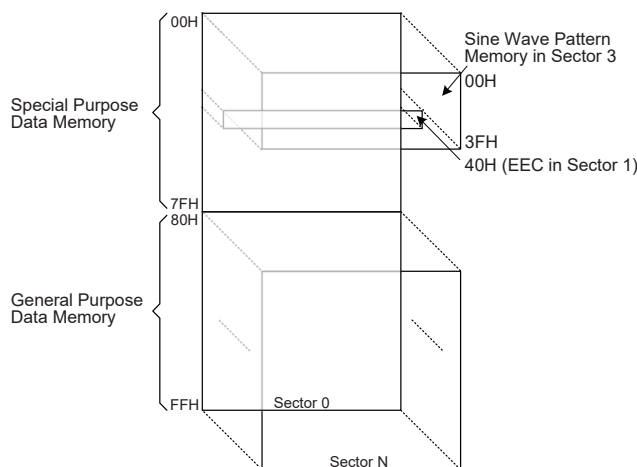 00H
Sine Wave Pattern
Memory in Sector 3
00H
Special Purpose
Data Memory
3FH
40H (EEC in Sector 1)
7FH
80H
General Purpose
Data Memory
FFH
Sector 0
Sector N